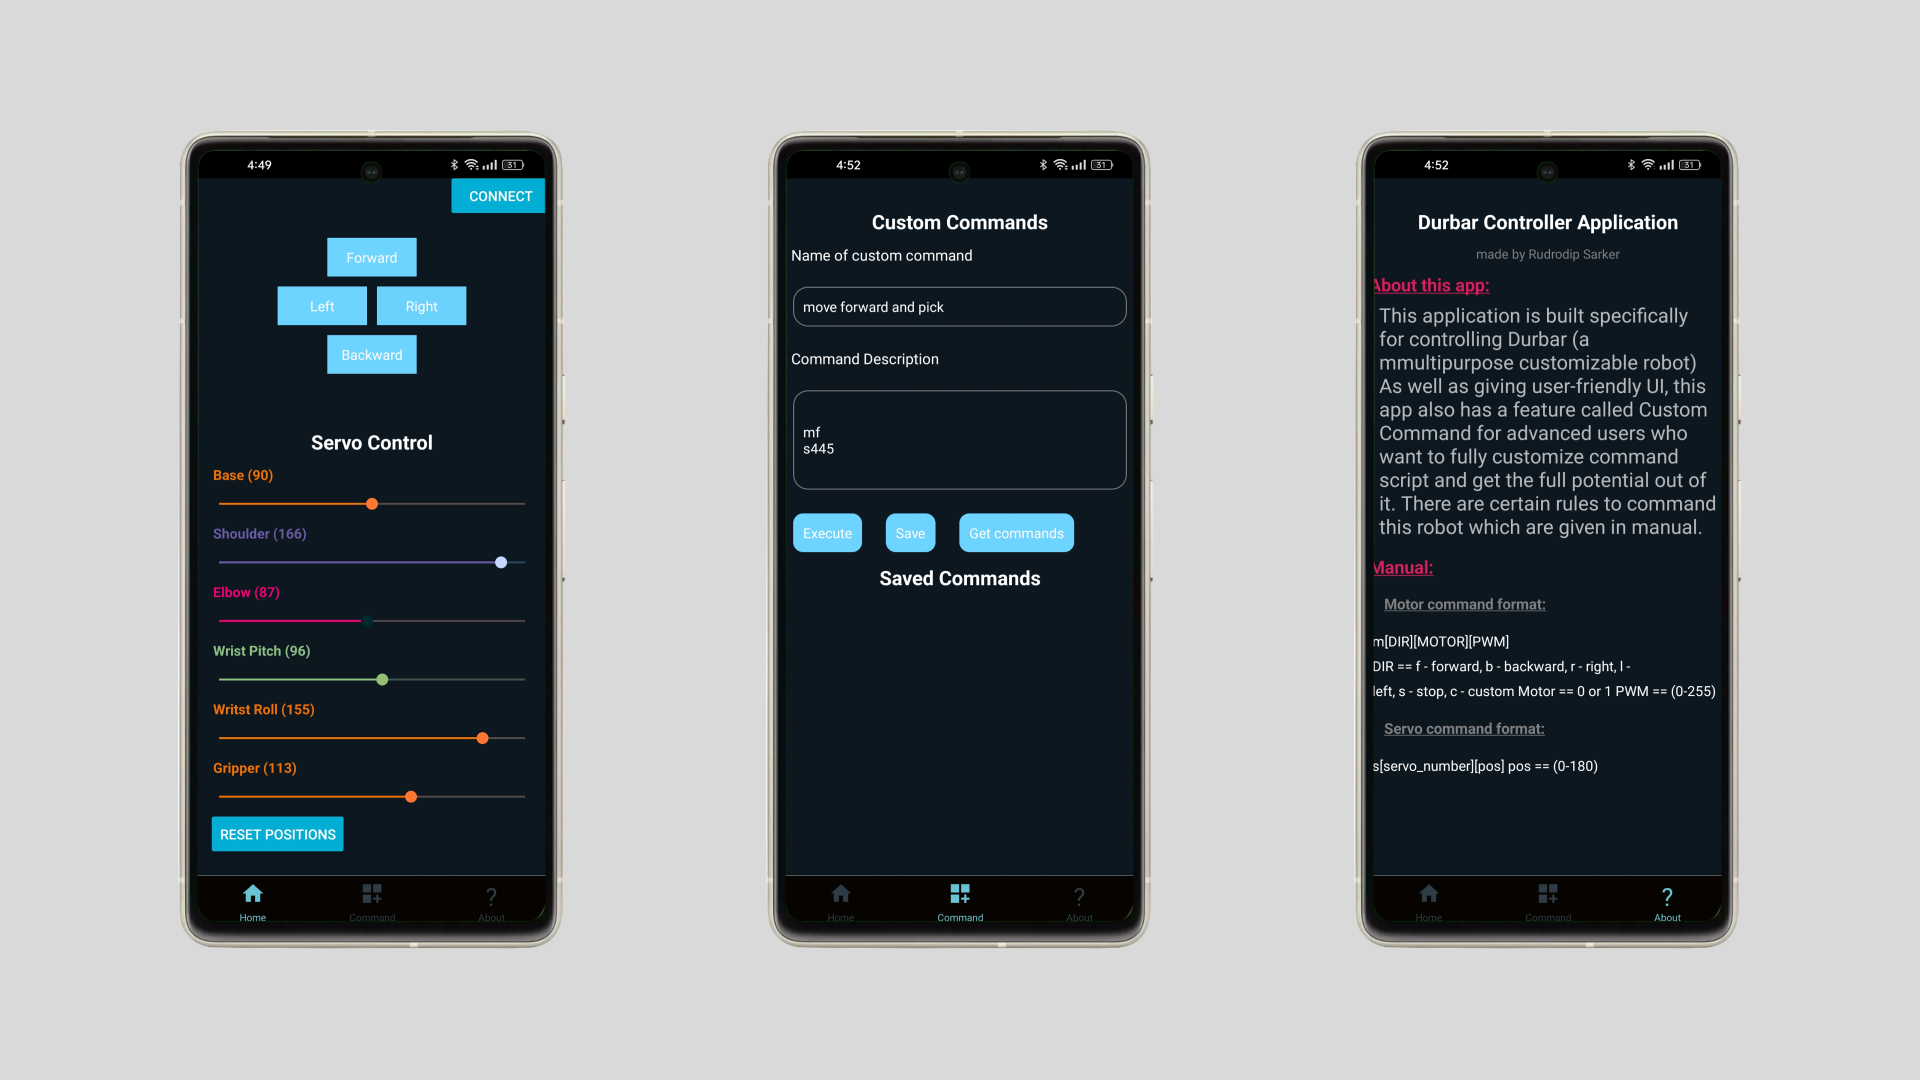 4:49
31
CONNECT
Forward
Left Right
Backward
Servo Control
Base (90)
Shoulder (166)
Elbow (87)
Wrist Pitch (96)
Writst Roll (155)
Gripper (113)
RESET POSITIONS
Home Command About
4:52
31
Custom Commands
Name of custom command
move forward and pick
Command Description
mf
s445
Execute Save Get commands
Saved Commands
Home Command About
4:52
31
Durbar Controller Application
made by Rudrodip Sarker
About this app:
This application is built specifically
for controlling Durbar (a
mmultipurpose customizable robot)
As well as giving user-friendly UI, this
app also has a feature called Custom
Command for advanced users who
want to fully customize command
script and get the full potential out of
it. There are certain rules to command
this robot which are given in manual.
Manual:
Motor command format:
m[DIR][MOTOR][PWM]
DIR == f - forward, b - backward, r - right, l -
left, s - stop, c - custom Motor == 0 or 1 PWM == (0-255)
Servo command format:
s[servo_number][pos] pos == (0-180)
Home Command About